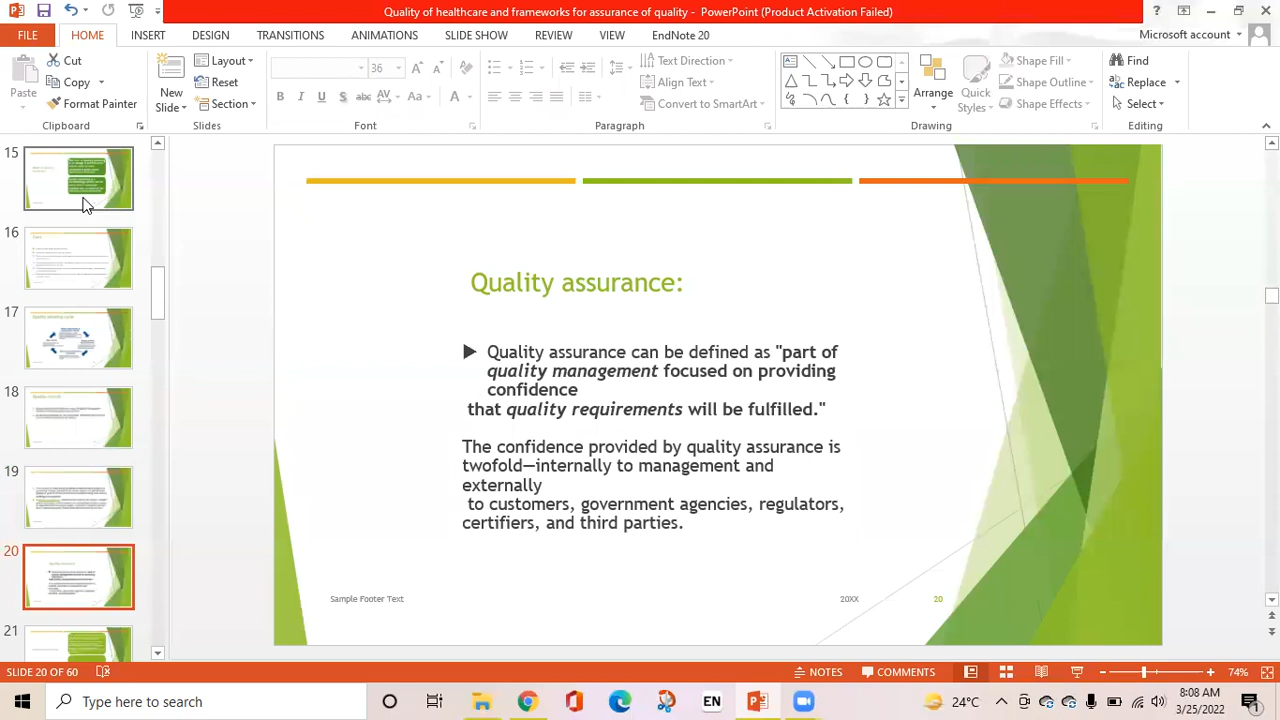 Quality of healthcare and frameworks for assurance of quality - PowerPoint (Product Activation Failed)
FILE HOME INSERT DESIGN TRANSITIONS ANIMATIONS SLIDE SHOW REVIEW VIEW EndNote 20 Microsoft account
Paste
Cut
Copy
Format Painter
Clipboard
New
Slide
Layout
Reset
Section
Slides
36
Font
Text Direction
Align Text
Convert to SmartArt
Paragraph
Arrange
Quick
Styles
Shape Fill
Shape Outline
Shape Effects
Drawing
Find
Replace
Select
Editing
15
16
17
18
19
20
21
Quality assurance:
Quality assurance can be defined as "part of
quality management focused on providing
confidence
that quality requirements will be fulfilled."
The confidence provided by quality assurance is
twofold—internally to management and
externally
to customers, government agencies, regulators,
certifiers, and third parties.
Sample Footer Text 20XX 20
SLIDE 20 OF 60 NOTES COMMENTS 74%
Type here to search
EN
24°C
8:08 AM
3/25/2022